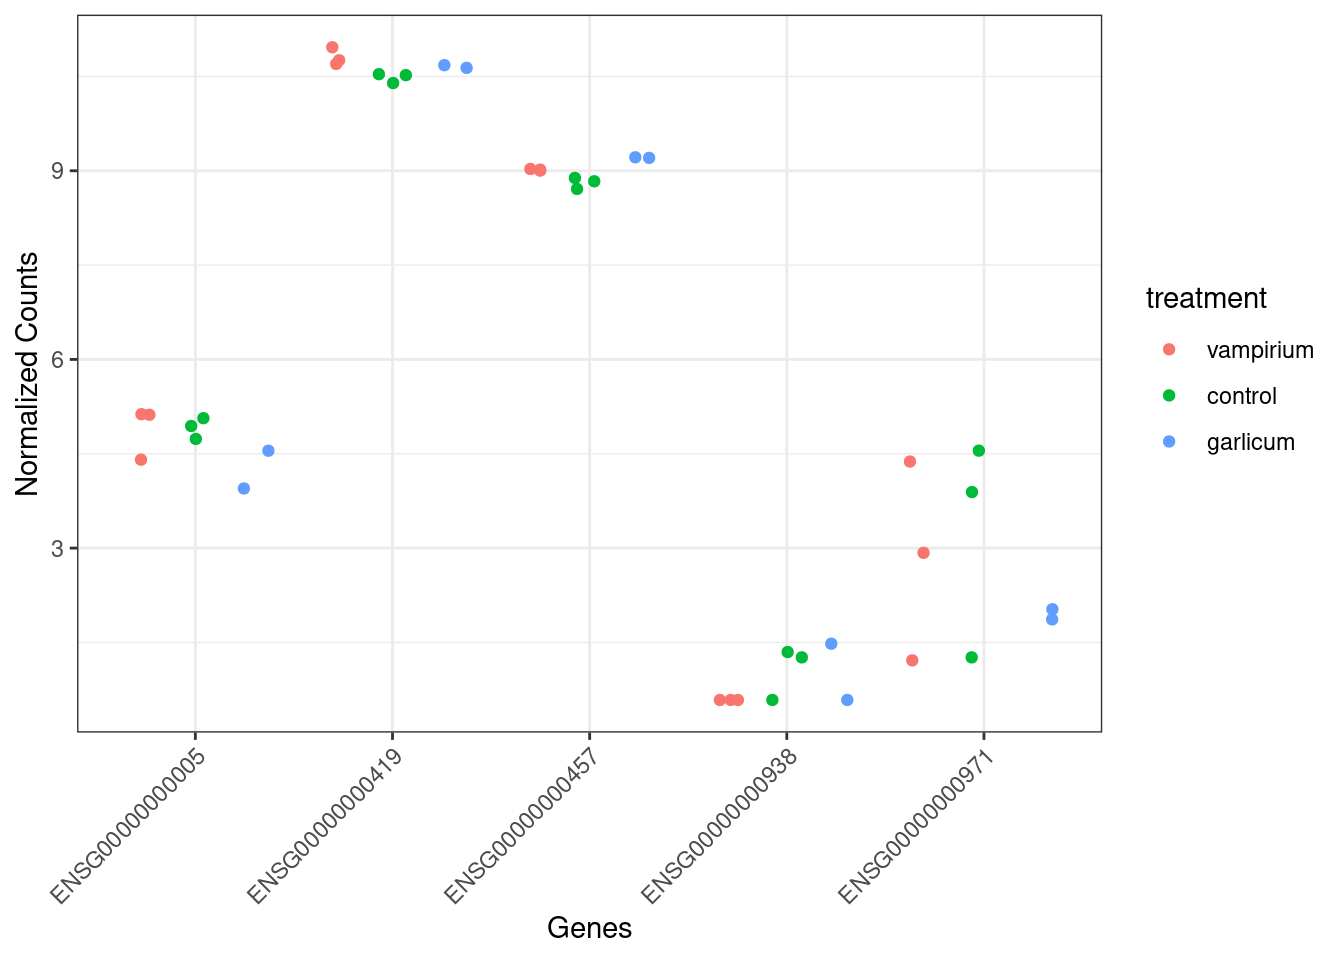 Normalized Counts
9
6
3
ENSG00000000005
ENSG00000000419
ENSG00000000457
ENSG00000000938
ENSG00000000971
Genes
treatment
vampirium
control
garlicum